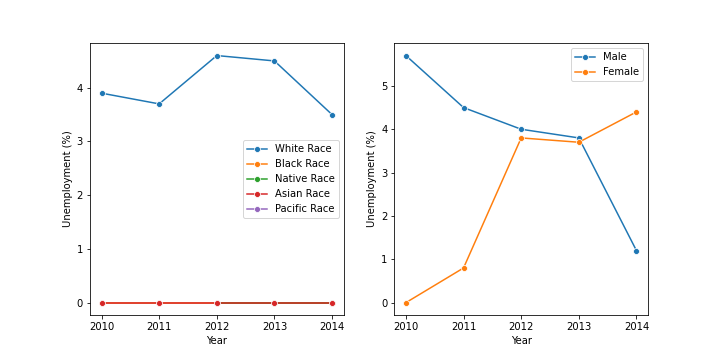 Unemployment (%)
4
3
2
1
0
2010 2011 2012 2013 2014
Year
White Race
Black Race
Native Race
Asian Race
Pacific Race
Unemployment (%)
5
4
3
2
1
0
2010 2011 2012 2013 2014
Year
Male
Female